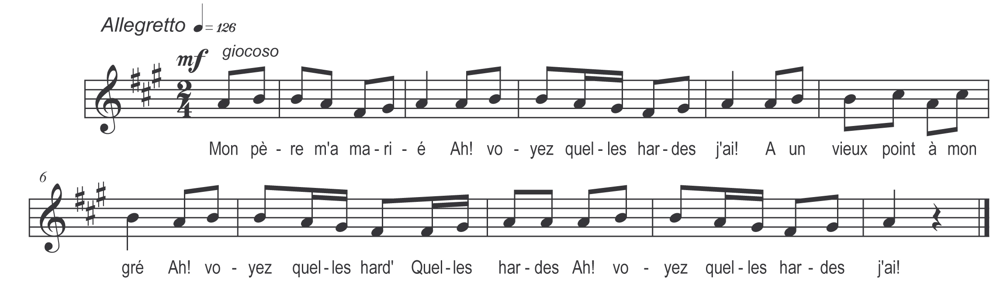 Allegretto ♩= 126
mf giocoso
2
4
Mon pè - re m'a ma - ri - é Ah! vo - yez quel - les har - des j'ai! A un vieux point à mon
6
gré Ah! vo - yez quel - les hard' Quel - les har - des Ah! vo - yez quel - les har - des j'ai!